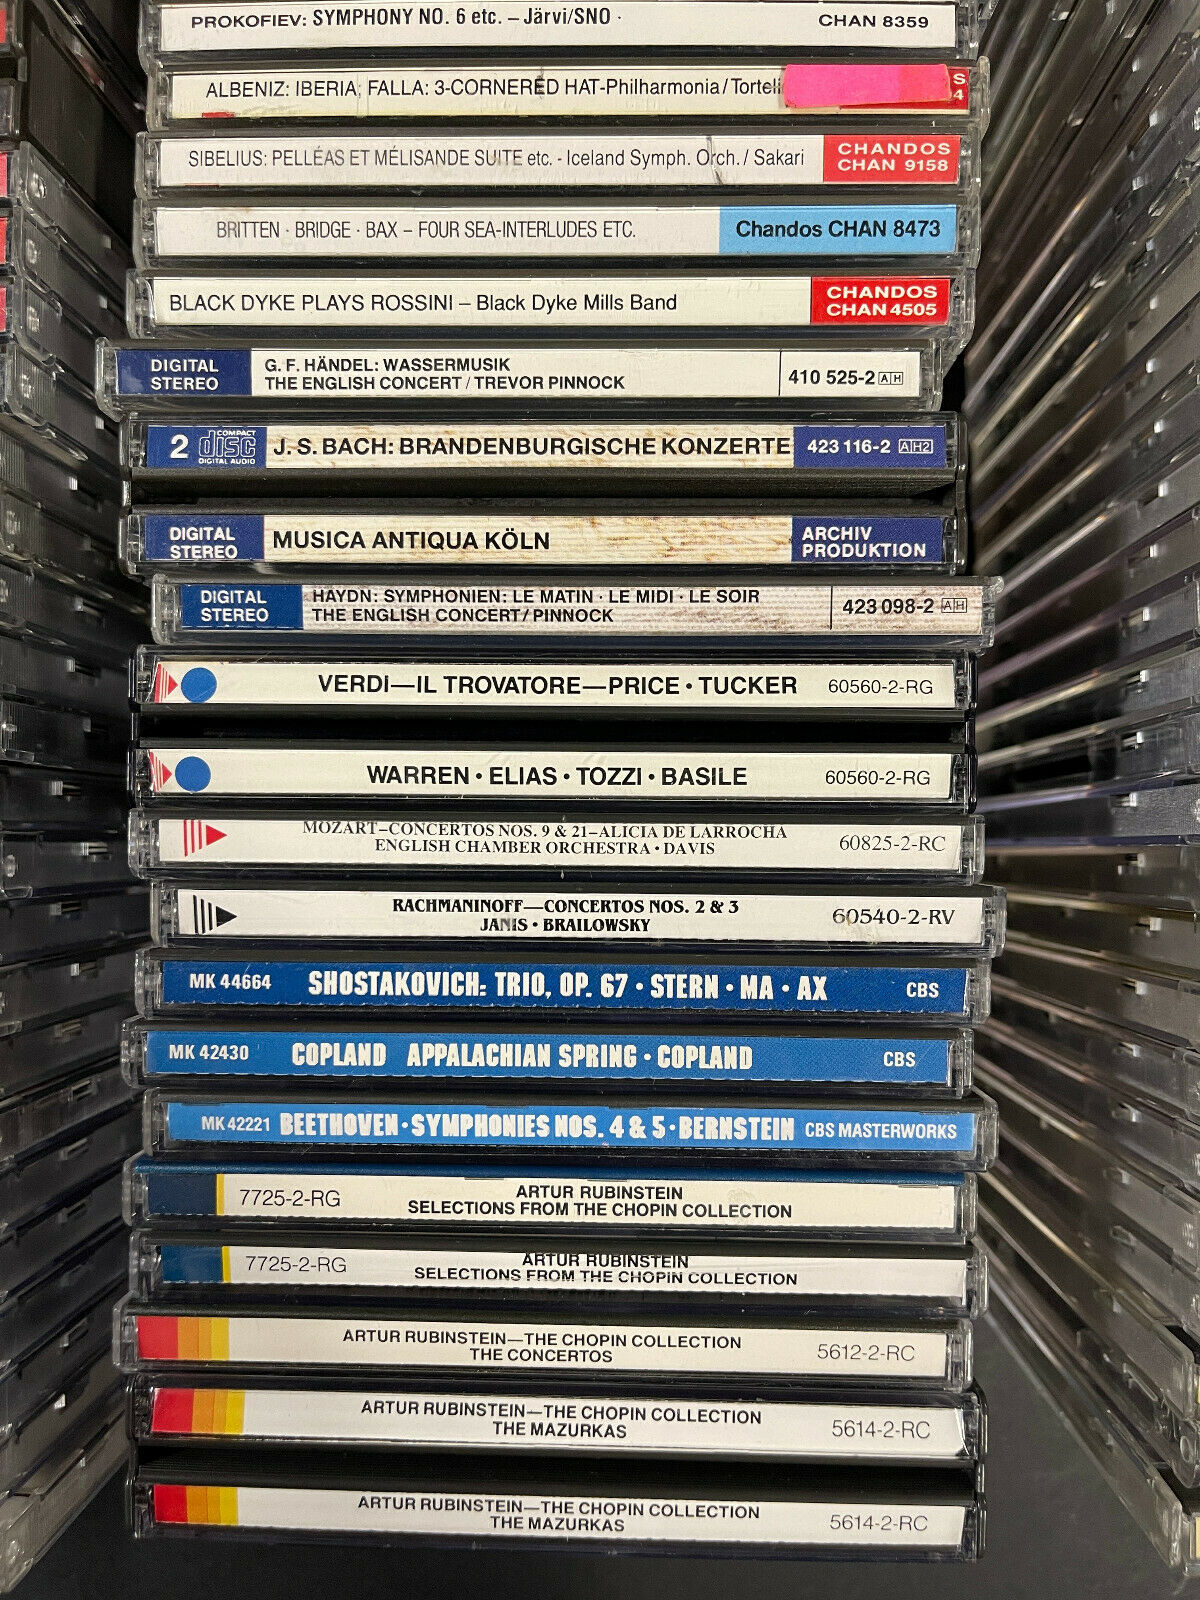 PROKOFIEV: SYMPHONY NO. 6 etc. – Järvi/SNO · CHAN 8359
ALBENIZ: IBERIA; FALLA: 3-CORNERED HAT-Philharmonia/Torteli S
4
SIBELIUS: PELLÉAS ET MÉLISANDE SUITE etc. - Iceland Symph. Orch./ Sakari CHANDOS
CHAN 9158
BRITTEN · BRIDGE · BAX – FOUR SEA-INTERLUDES ETC. Chandos CHAN 8473
BLACK DYKE PLAYS ROSSINI – Black Dyke Mills Band CHANDOS
CHAN 4505
DIGITAL
STEREO
G. F. HÄNDEL: WASSERMUSIK
THE ENGLISH CONCERT / TREVOR PINNOCK
410 525-2 AH
2 COMPACT disc DIGITAL AUDIO J. S. BACH: BRANDENBURGISCHE KONZERTE 423 116-2 AH2
DIGITAL
STEREO
MUSICA ANTIQUA KÖLN
ARCHIV
PRODUKTION
DIGITAL
STEREO
HAYDN: SYMPHONIEN: LE MATIN · LE MIDI · LE SOIR
THE ENGLISH CONCERT/PINNOCK
423 098-2 AH
VERDI—IL TROVATORE—PRICE • TUCKER 60560-2-RG
WARREN • ELIAS • TOZZI • BASILE 60560-2-RG
MOZART–CONCERTOS NOS. 9 & 21–ALICIA DE LARROCHA
ENGLISH CHAMBER ORCHESTRA • DAVIS
60825-2-RC
RACHMANINOFF—CONCERTOS NOS. 2 & 3
JANIS • BRAILOWSKY
60540-2-RV
MK 44664 SHOSTAKOVICH: TRIO, OP. 67 • STERN • MA • AX CBS
MK 42430 COPLAND APPALACHIAN SPRING • COPLAND CBS
MK 42221 BEETHOVEN • SYMPHONIES NOS. 4 & 5 • BERNSTEIN CBS MASTERWORKS
7725-2-RG
ARTUR RUBINSTEIN
SELECTIONS FROM THE CHOPIN COLLECTION
7725-2-RG
ARTUR RUBINSTEIN
SELECTIONS FROM THE CHOPIN COLLECTION
ARTUR RUBINSTEIN—THE CHOPIN COLLECTION
THE CONCERTOS
5612-2-RC
ARTUR RUBINSTEIN—THE CHOPIN COLLECTION
THE MAZURKAS
5614-2-RC
ARTUR RUBINSTEIN—THE CHOPIN COLLECTION
THE MAZURKAS
5614-2-RC